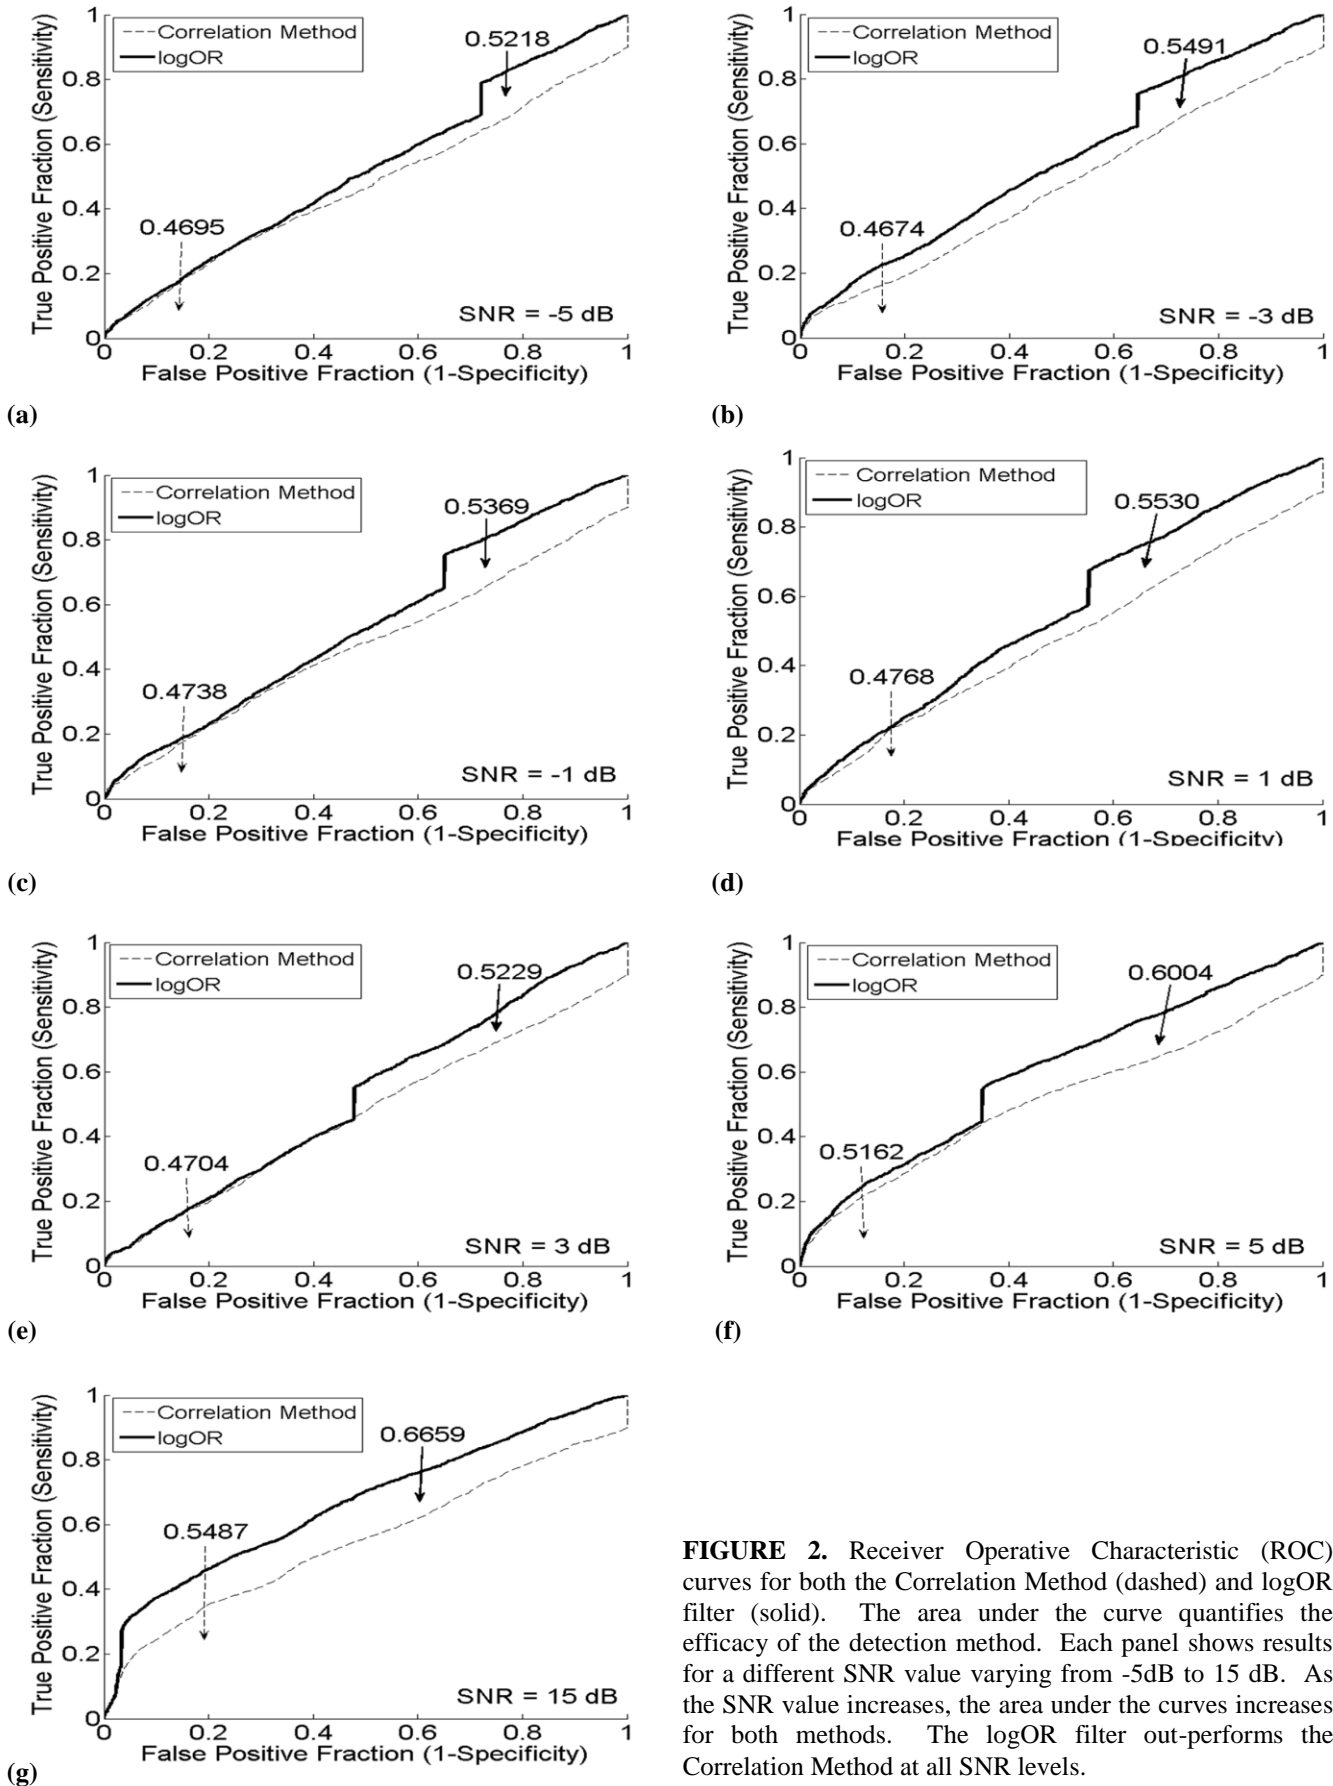 1
0.8
0.6
0.4
0.2
0
0 0.2 0.4 0.6 0.8 1
True Positive Fraction (Sensitivity)
False Positive Fraction (1-Specificity)
Correlation Method
logOR
0.5218
0.4695
SNR = -5 dB
(a)
1
0.8
0.6
0.4
0.2
0
0 0.2 0.4 0.6 0.8 1
True Positive Fraction (Sensitivity)
False Positive Fraction (1-Specificity)
Correlation Method
logOR
0.5491
0.4674
SNR = -3 dB
(b)
1
0.8
0.6
0.4
0.2
0
0 0.2 0.4 0.6 0.8 1
True Positive Fraction (Sensitivity)
False Positive Fraction (1-Specificity)
Correlation Method
logOR
0.5369
0.4738
SNR = -1 dB
(c)
1
0.8
0.6
0.4
0.2
0
0 0.2 0.4 0.6 0.8 1
True Positive Fraction (Sensitivity)
False Positive Fraction (1-Specificity)
Correlation Method
logOR
0.5530
0.4768
SNR = 1 dB
(d)
1
0.8
0.6
0.4
0.2
0
0 0.2 0.4 0.6 0.8 1
True Positive Fraction (Sensitivity)
False Positive Fraction (1-Specificity)
Correlation Method
logOR
0.5229
0.4704
SNR = 3 dB
(e)
1
0.8
0.6
0.4
0.2
0
0 0.2 0.4 0.6 0.8 1
True Positive Fraction (Sensitivity)
False Positive Fraction (1-Specificity)
Correlation Method
logOR
0.6004
0.5162
SNR = 5 dB
(f)
1
0.8
0.6
0.4
0.2
0
0 0.2 0.4 0.6 0.8 1
True Positive Fraction (Sensitivity)
False Positive Fraction (1-Specificity)
Correlation Method
logOR
0.6659
0.5487
SNR = 15 dB
(g)
FIGURE 2. Receiver Operative Characteristic (ROC)
curves for both the Correlation Method (dashed) and logOR
filter (solid). The area under the curve quantifies the
efficacy of the detection method. Each panel shows results
for a different SNR value varying from -5dB to 15 dB. As
the SNR value increases, the area under the curves increases
for both methods. The logOR filter out-performs the
Correlation Method at all SNR levels.